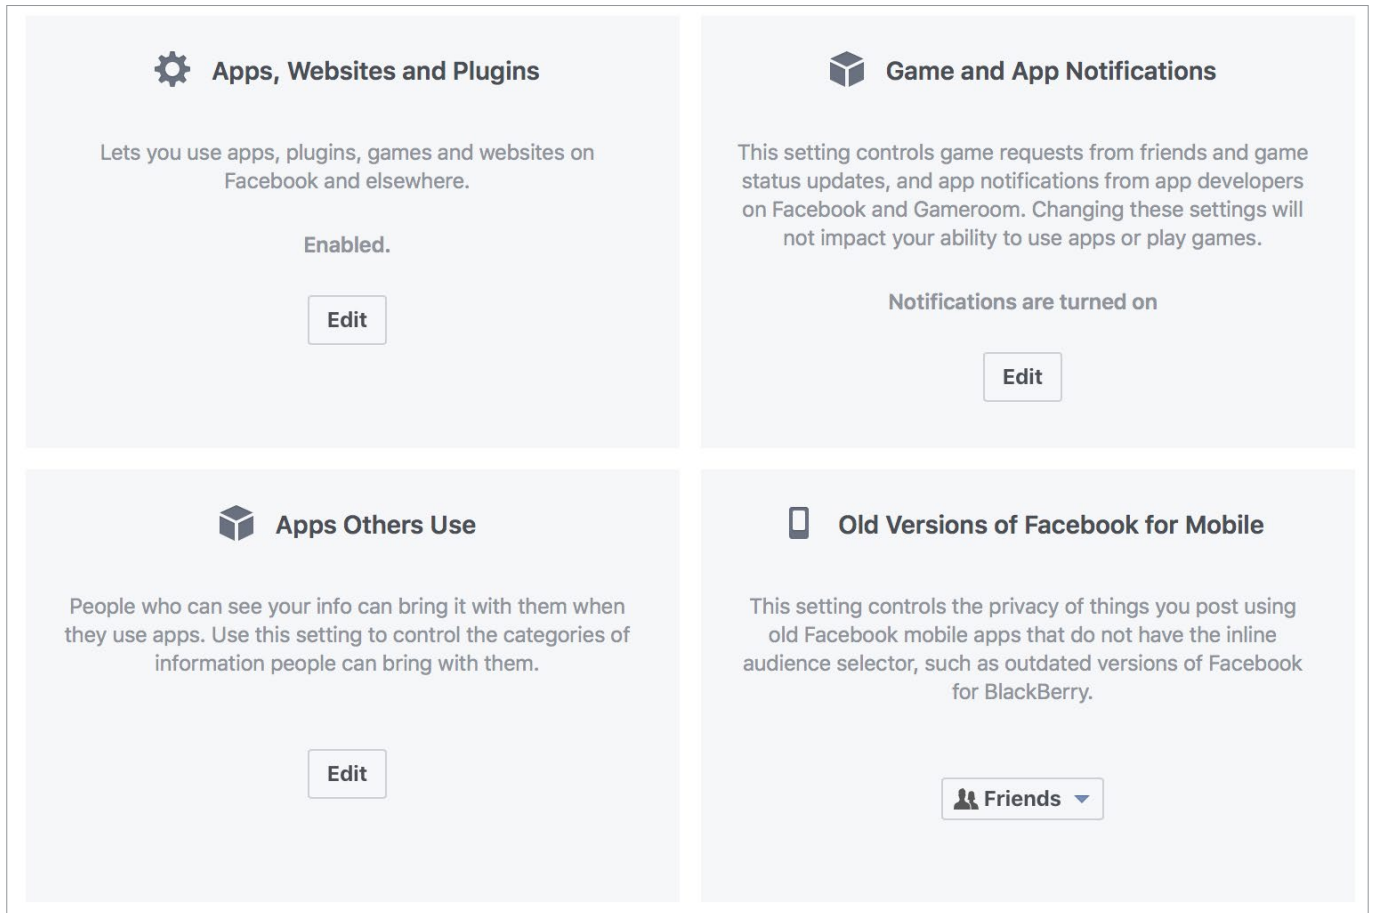 Apps, Websites and Plugins
Lets you use apps, plugins, games and websites on
Facebook and elsewhere.
Enabled.
Edit
Game and App Notifications
This setting controls game requests from friends and game
status updates, and app notifications from app developers
on Facebook and Gameroom. Changing these settings will
not impact your ability to use apps or play games.
Notifications are turned on
Edit
Apps Others Use
People who can see your info can bring it with them when
they use apps. Use this setting to control the categories of
information people can bring with them.
Edit
Old Versions of Facebook for Mobile
This setting controls the privacy of things you post using
old Facebook mobile apps that do not have the inline
audience selector, such as outdated versions of Facebook
for BlackBerry.
Friends